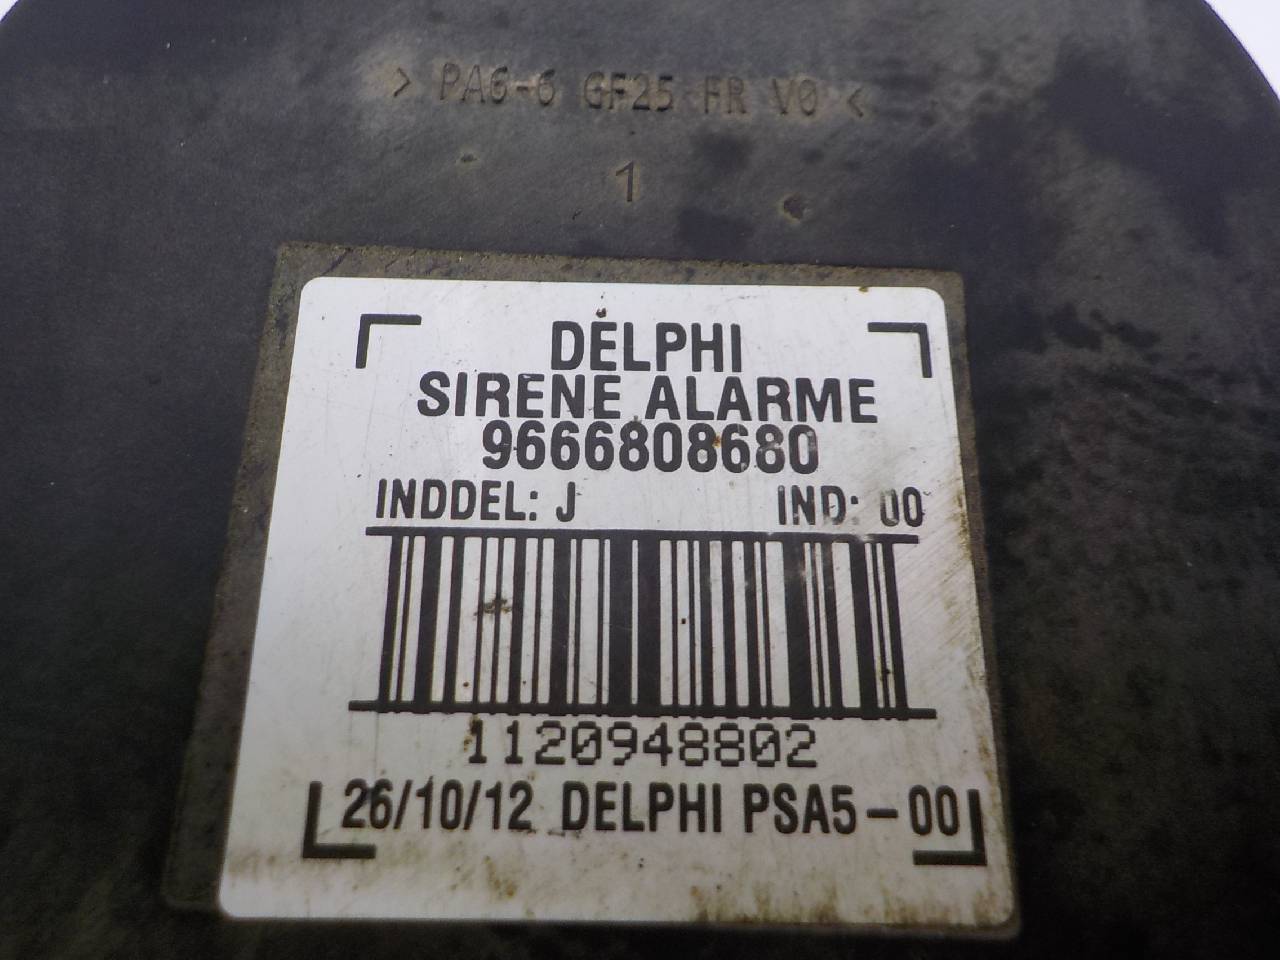 > PA6-6 GF25 FR V0 <
1
DELPHI
SIRENE ALARME
9666808680
INDDEL: J IND: 00
1120948802
26/10/12 DELPHI PSA5-00